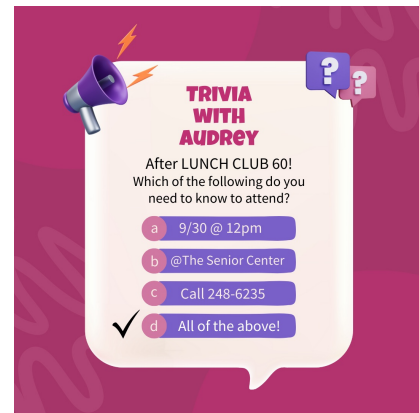 ? ?
TRIVIA
WITH
AUDREY
After LUNCH CLUB 60!
Which of the following do you
need to know to attend?
a 9/30 @ 12pm
b @The Senior Center
c Call 248-6235
d All of the above!